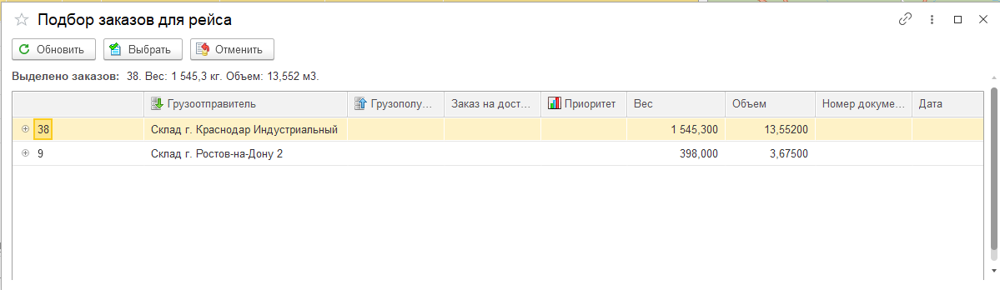 Подбор заказов для рейса
Обновить Выбрать Отменить
Выделено заказов: 38. Вес: 1 545,3 кг. Объем: 13,552 м3.
Грузоотправитель Грузополу... Заказ на дост... Приоритет Вес Объем Номер докуме... Дата
38 Склад г. Краснодар Индустриальный 1 545,300 13,55200
9 Склад г. Ростов-на-Дону 2 398,000 3,67500